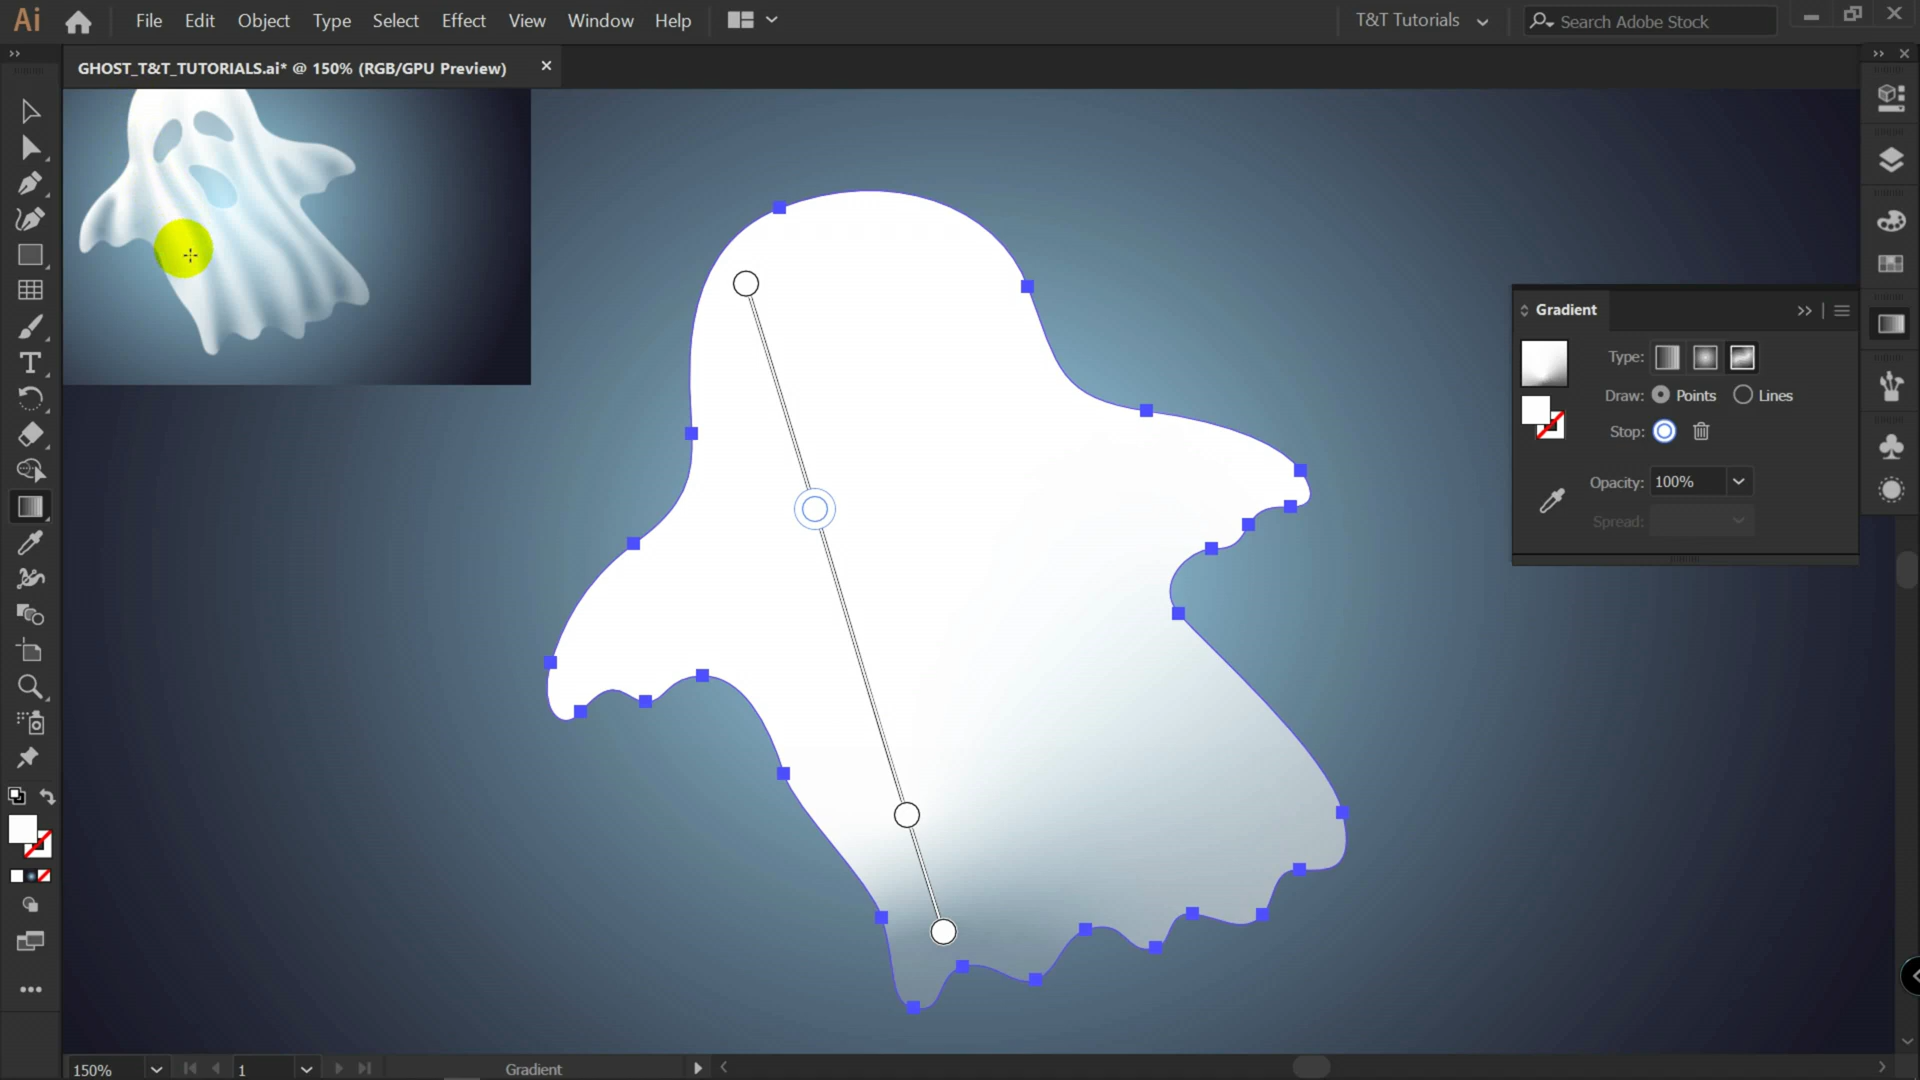 Ai File Edit Object Type Select Effect View Window Help T&T Tutorials Search Adobe Stock
GHOST_T&T_TUTORIALS.ai* @ 150% (RGB/GPU Preview)
Gradient
Type:
Draw: Points Lines
Stop:
Opacity: 100%
Spread:
150% 1 Gradient